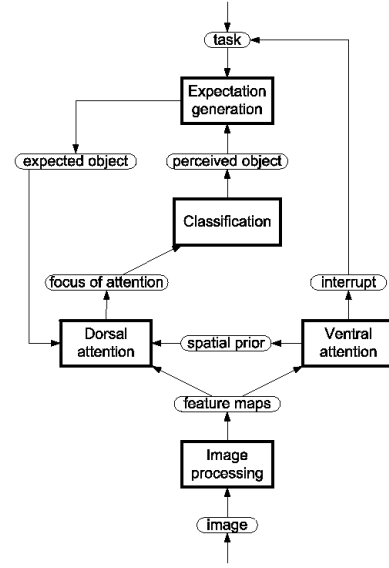 task
Expectation
generation
expected object
perceived object
Classification
focus of attention
interrupt
Dorsal
attention
spatial prior
Ventral
attention
feature maps
Image
processing
image